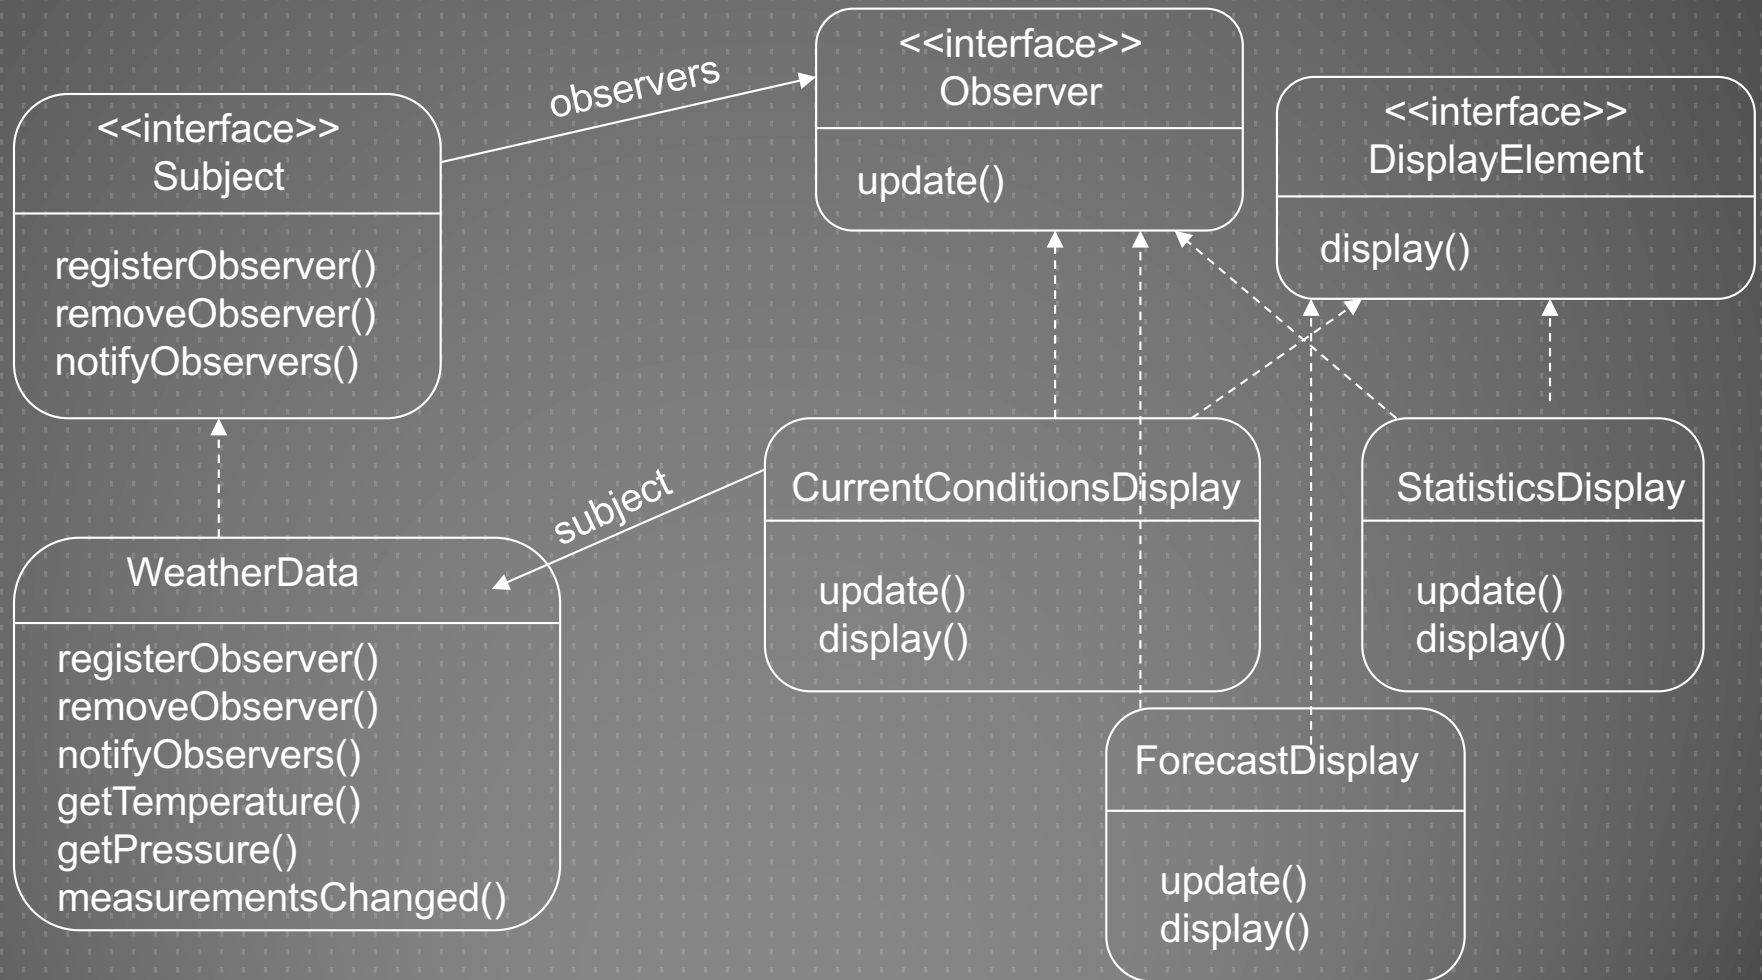 <<interface>>
Subject
registerObserver()
removeObserver()
notifyObservers()
observers
<<interface>>
Observer
update()
<<interface>>
DisplayElement
display()
WeatherData
registerObserver()
removeObserver()
notifyObservers()
getTemperature()
getPressure()
measurementsChanged()
subject
CurrentConditionsDisplay
update()
display()
StatisticsDisplay
update()
display()
ForecastDisplay
update()
display()